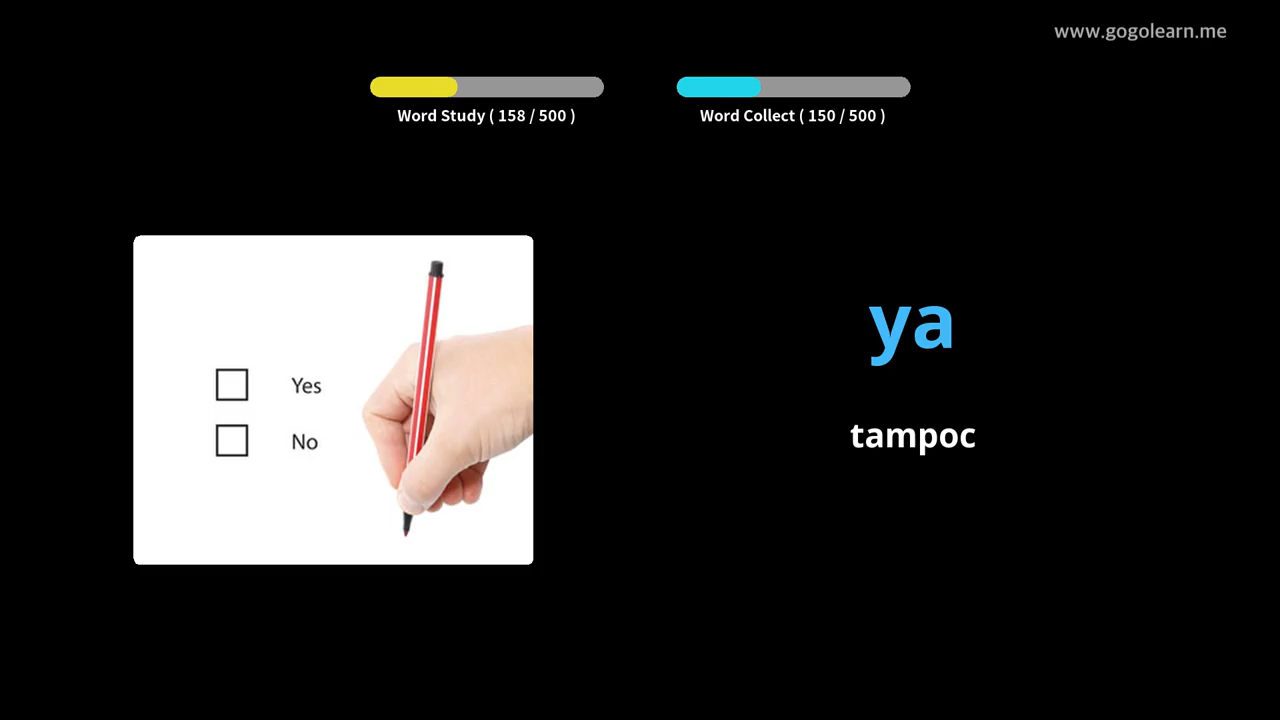 www.gogolearn.me
Word Study ( 158 / 500 )
Word Collect ( 150 / 500 )
Yes
No
ya
tampoc